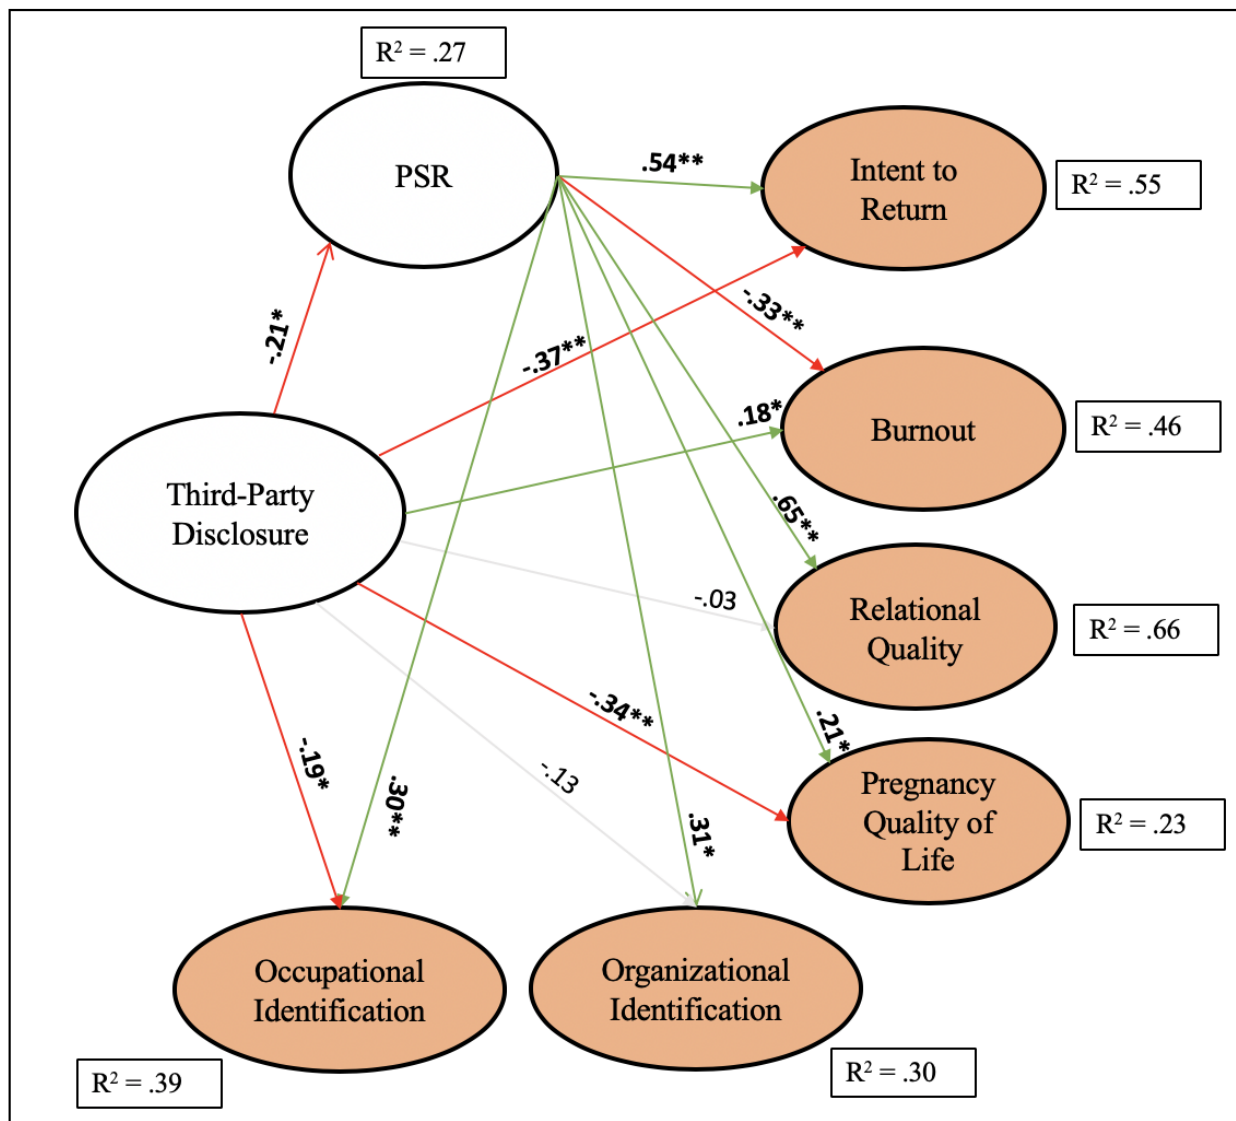 R² = .27
PSR
.54**
Intent to
Return
R² = .55
-.21*
-.37**
-.33**
.18*
Burnout
R² = .46
Third-Party
Disclosure
.65**
-.03
Relational
Quality
R² = .66
-.34**
.21*
Pregnancy
Quality of
Life
R² = .23
-.19*
.30**
-.13
.31*
Occupational
Identification
R² = .39
Organizational
Identification
R² = .30